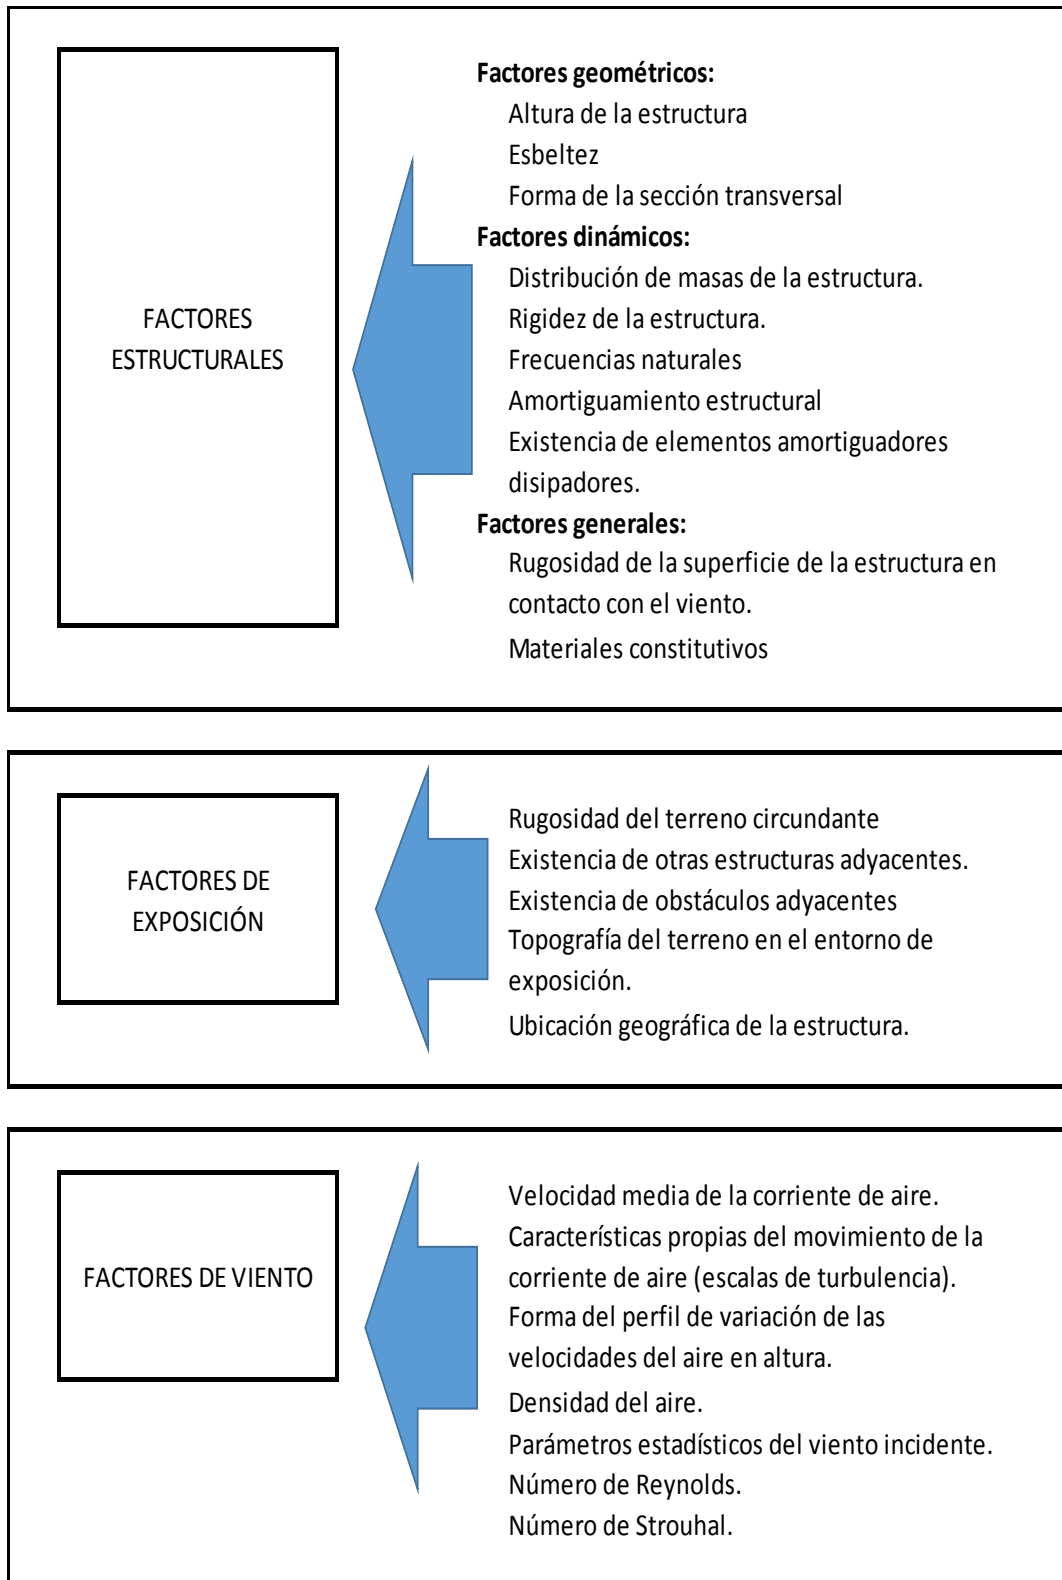 FACTORES
ESTRUCTURALES
Factores geométricos:
Altura de la estructura
Esbeltez
Forma de la sección transversal
Factores dinámicos:
Distribución de masas de la estructura.
Rigidez de la estructura.
Frecuencias naturales
Amortiguamiento estructural
Existencia de elementos amortiguadores
disipadores.
Factores generales:
Rugosidad de la superficie de la estructura en
contacto con el viento.
Materiales constitutivos
FACTORES DE
EXPOSICIÓN
Rugosidad del terreno circundante
Existencia de otras estructuras adyacentes.
Existencia de obstáculos adyacentes
Topografía del terreno en el entorno de
exposición.
Ubicación geográfica de la estructura.
FACTORES DE VIENTO
Velocidad media de la corriente de aire.
Características propias del movimiento de la
corriente de aire (escalas de turbulencia).
Forma del perfil de variación de las
velocidades del aire en altura.
Densidad del aire.
Parámetros estadísticos del viento incidente.
Número de Reynolds.
Número de Strouhal.